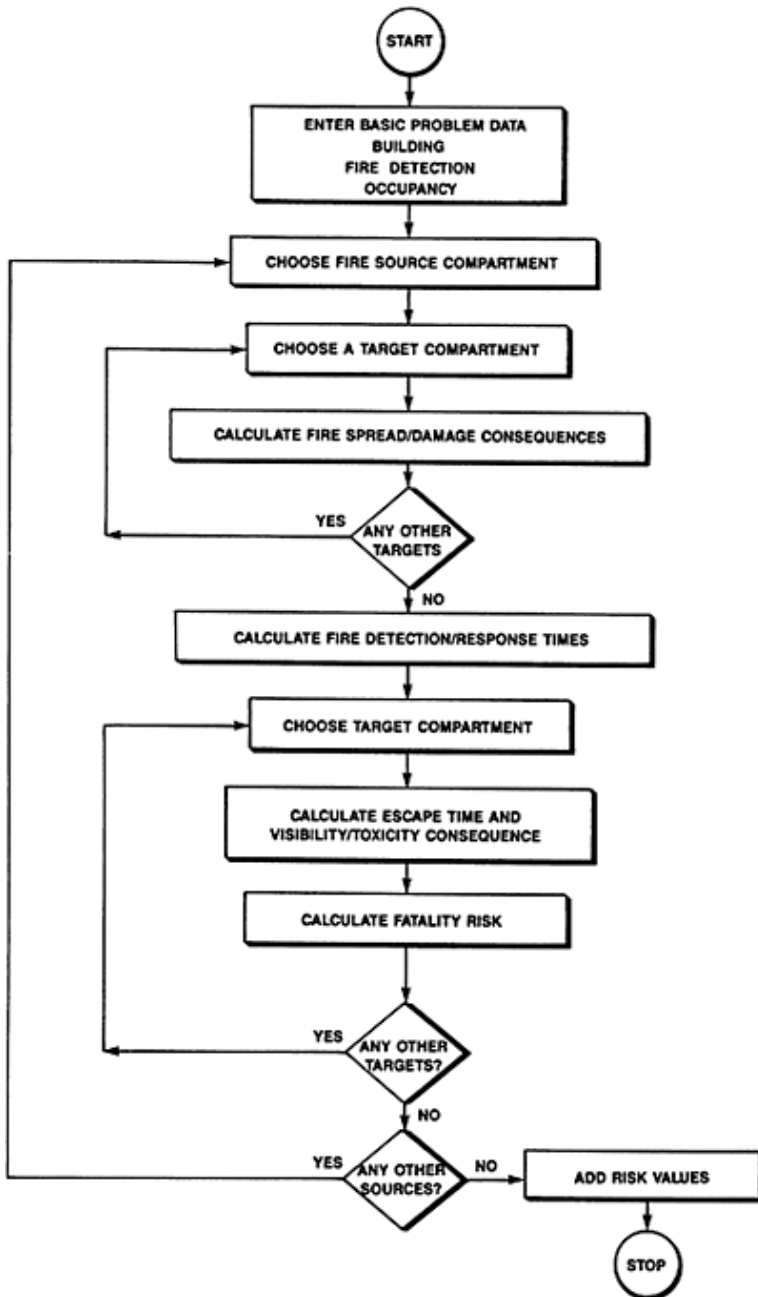 START
ENTER BASIC PROBLEM DATA
BUILDING
FIRE DETECTION
OCCUPANCY
CHOOSE FIRE SOURCE COMPARTMENT
CHOOSE A TARGET COMPARTMENT
CALCULATE FIRE SPREAD/DAMAGE CONSEQUENCES
YES
ANY OTHER
TARGETS
NO
CALCULATE FIRE DETECTION/RESPONSE TIMES
CHOOSE TARGET COMPARTMENT
CALCULATE ESCAPE TIME AND
VISIBILITY/TOXICITY CONSEQUENCE
CALCULATE FATALITY RISK
YES
ANY OTHER
TARGETS?
NO
YES
ANY OTHER
SOURCES?
NO
ADD RISK VALUES
STOP